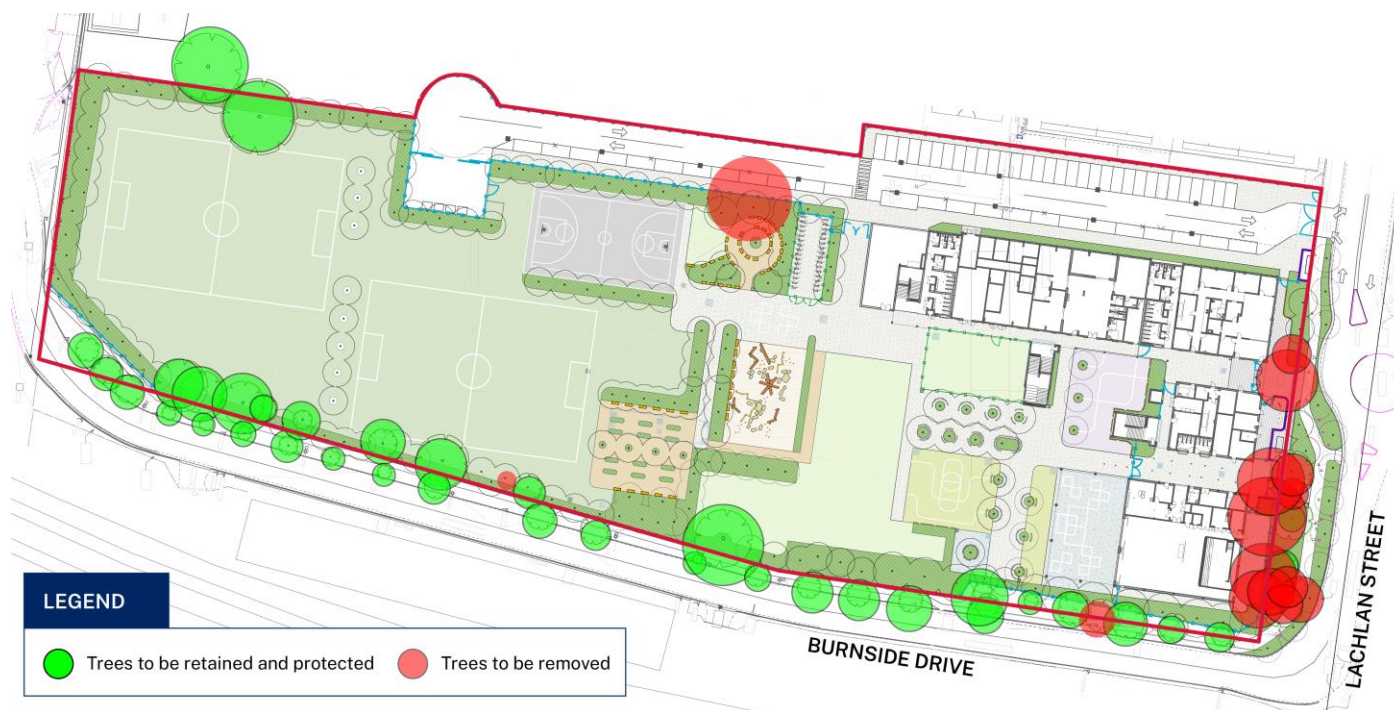 LACHLAN STREET
BURNSIDE DRIVE
LEGEND
Trees to be retained and protected
Trees to be removed